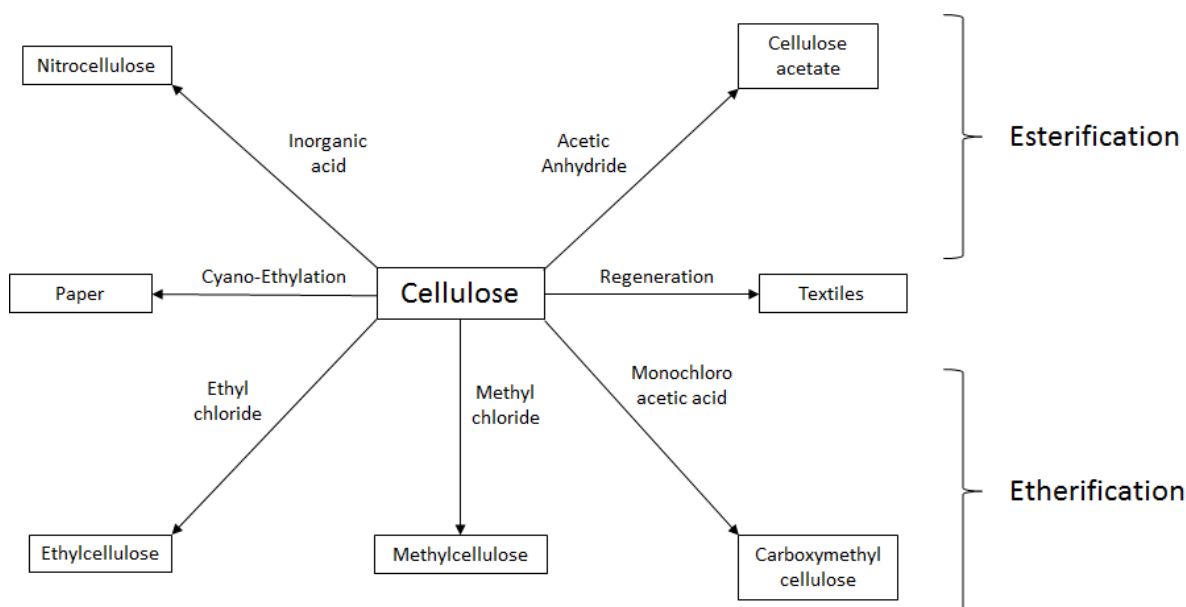 Nitrocellulose
Cellulose
acetate
Inorganic
acid
Acetic
Anhydride
Esterification
Cyano-Ethylation
Regeneration
Paper
Cellulose
Textiles
Ethyl
chloride
Methyl
chloride
Monochloro
acetic acid
Etherification
Ethylcellulose
Methylcellulose
Carboxymethyl
cellulose